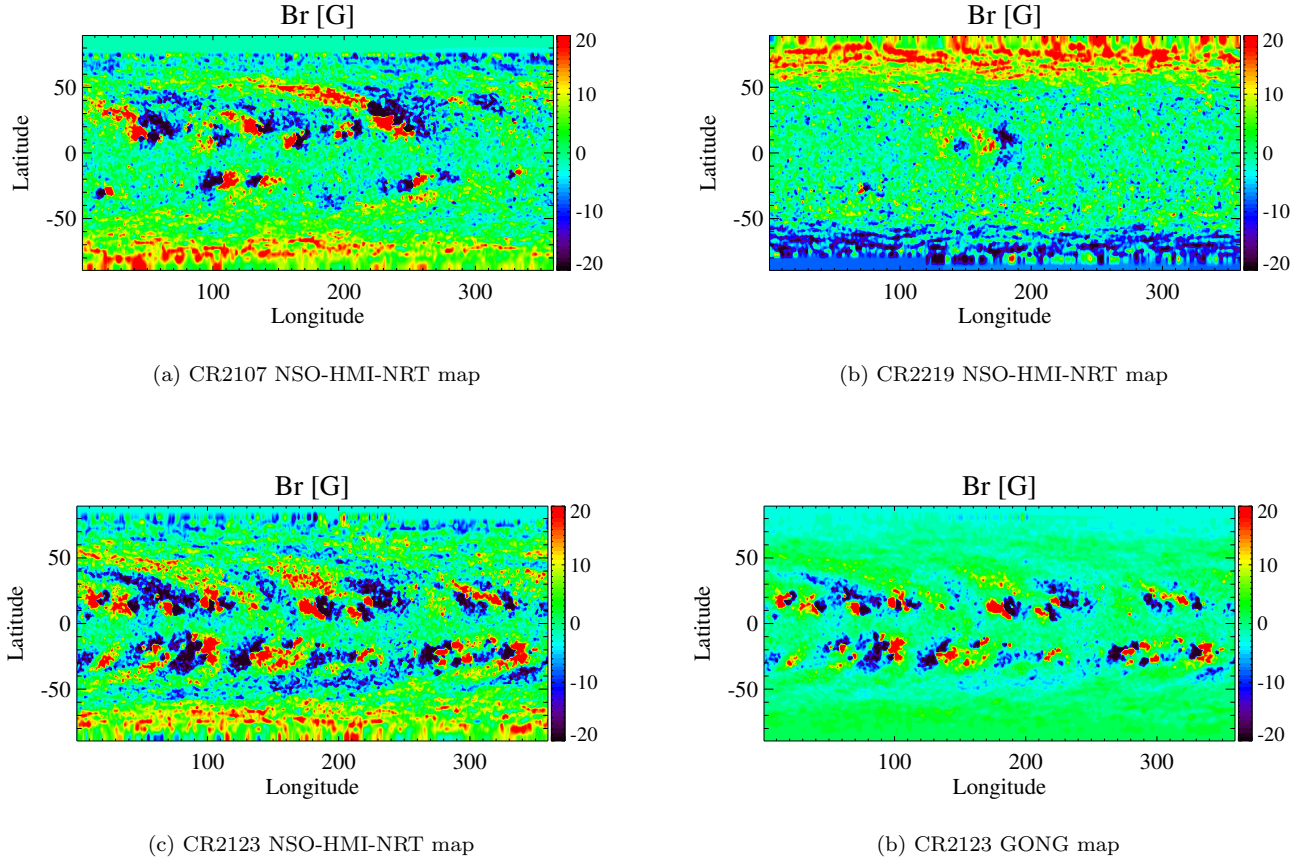 Br [G]
Latitude
50
0
-50
100
200
300
Longitude
20
10
0
-10
-20
(a) CR2107 NSO-HMI-NRT map
Br [G]
Latitude
50
0
-50
100
200
300
Longitude
20
10
0
-10
-20
(b) CR2219 NSO-HMI-NRT map
Br [G]
Latitude
50
0
-50
100
200
300
Longitude
20
10
0
-10
-20
(c) CR2123 NSO-HMI-NRT map
Br [G]
Latitude
50
0
-50
100
200
300
Longitude
20
10
0
-10
-20
(b) CR2123 GONG map